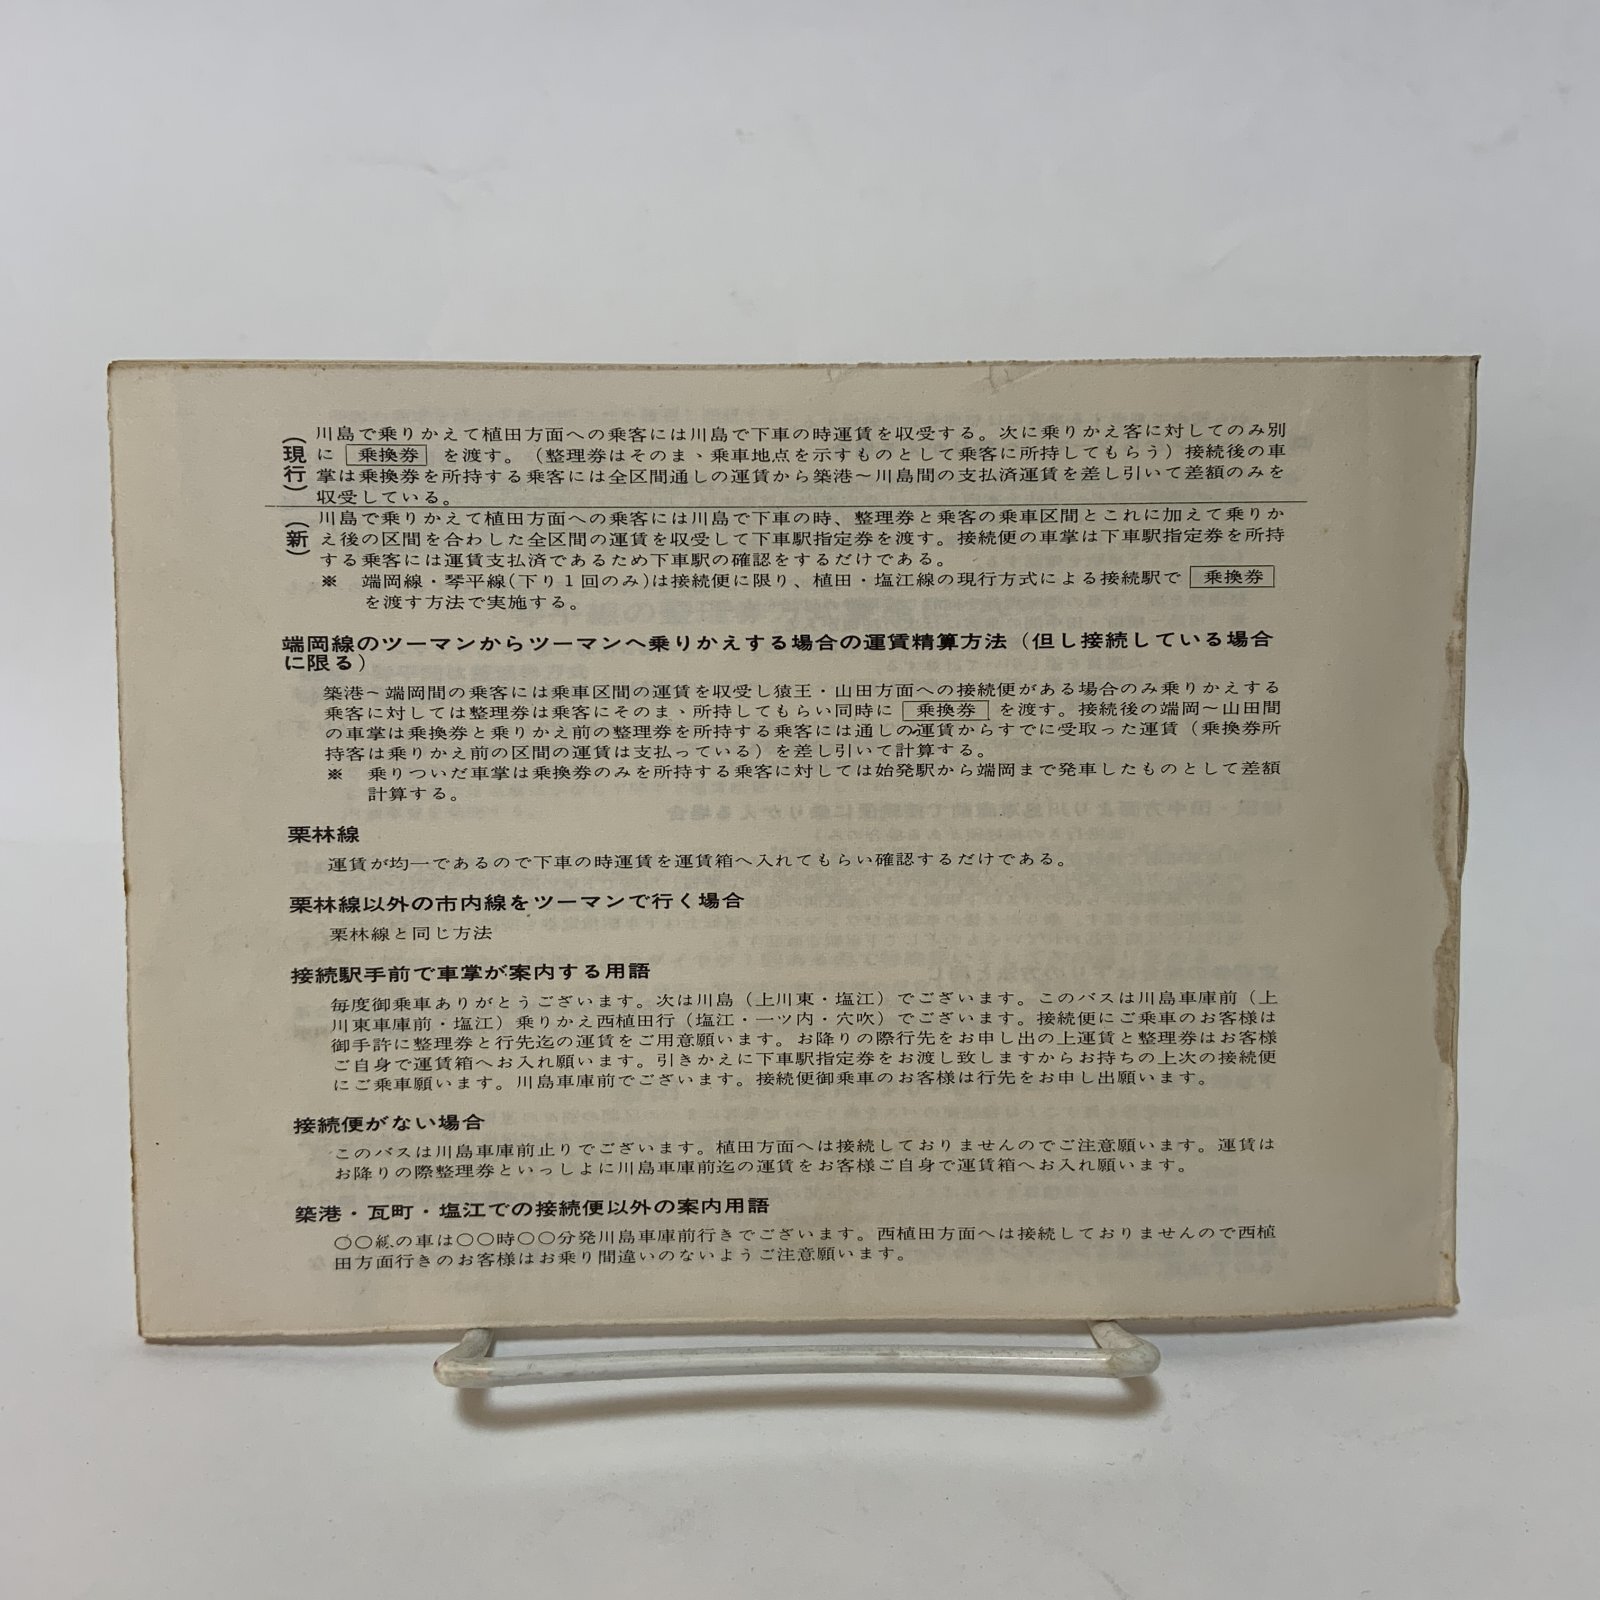 (現行)
川島で乗りかえて植田方面への乗客には川島で下車の時運賃を収受する。次に乗りかえ客に対してのみ別
に 乗換券 を渡す。(整理券はそのまゝ乗車地点を示すものとして乗客に所持してもらう)接続後の車
掌は乗換券を所持する乗客には全区間通しの運賃から築港〜川島間の支払済運賃を差し引いて差額のみを
収受している。
(新)
川島で乗りかえて植田方面への乗客には川島で下車の時、整理券と乗客の乗車区間とこれに加えて乗りか
え後の区間を合わした全区間の運賃を収受して下車駅指定券を渡す。接続便の車掌は下車駅指定券を所持
する乗客には運賃支払済であるため下車駅の確認をするだけである。
※ 端岡線・琴平線(下り1回のみ)は接続便に限り、植田・塩江線の現行方式による接続駅で 乗換券
を渡す方法で実施する。
端岡線のツーマンからツーマンへ乗りかえする場合の運賃精算方法(但し接続している場合
に限る)
築港〜端岡間の乗客には乗車区間の運賃を収受し猿王・山田方面への接続便がある場合のみ乗りかえする
乗客に対しては整理券は乗客にそのまゝ所持してもらい同時に 乗換券 を渡す。接続後の端岡〜山田間
の車掌は乗換券と乗りかえ前の整理券を所持する乗客には通しの運賃からすでに受取った運賃(乗換券所
持客は乗りかえ前の区間の運賃は支払っている)を差し引いて計算する。
※ 乗りついだ車掌は乗換券のみを所持する乗客に対しては始発駅から端岡まで発車したものとして差額
計算する。
栗林線
運賃が均一であるので下車の時運賃を運賃箱へ入れてもらい確認するだけである。
栗林線以外の市内線をツーマンで行く場合
栗林線と同じ方法
接続駅手前で車掌が案内する用語
毎度御乗車ありがとうございます。次は川島(上川東・塩江)でございます。このバスは川島車庫前(上
川東車庫前・塩江)乗りかえ西植田行(塩江・一ツ内・穴吹)でございます。接続便にご乗車のお客様は
御手許に整理券と行先迄の運賃をご用意願います。お降りの際行先をお申し出の上運賃と整理券はお客様
ご自身で運賃箱へお入れ願います。引きかえに下車駅指定券をお渡し致しますからお持ちの上次の接続便
にご乗車願います。川島車庫前でございます。接続便御乗車のお客様は行先をお申し出願います。
接続便がない場合
このバスは川島車庫前止りでございます。植田方面へは接続しておりませんのでご注意願います。運賃は
お降りの際整理券といっしょに川島車庫前迄の運賃をお客様ご自身で運賃箱へお入れ願います。
築港・瓦町・塩江での接続便以外の案内用語
〇〇線の車は〇〇時〇〇分発川島車庫前行きでございます。西植田方面へは接続しておりませんので西植
田方面行きのお客様はお乗り間違いのないようご注意願います。